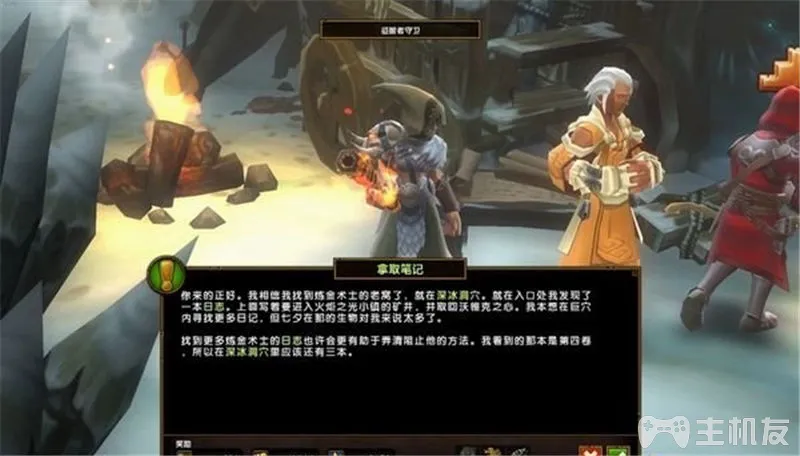 征服者守卫
拿取笔记
你来的正好。我相信我找到炼金术士的老窝了，就在深冰洞穴。就在入口处我发现了
一本日志。上面写着要进入火炬之光小镇的矿井，并取回沃德克之心。我本想在巨穴
内寻找更多日记，但七夕在那的生物对我来说太多了。
找到更多炼金术士的日志也许会更有助于弄清阻止他的方法。我看到的那本是第四卷
，所以在深冰洞穴里应该还有三本。
奖励
主机友